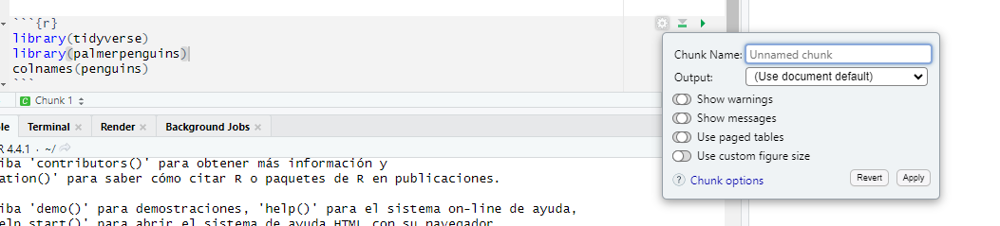 ```{r}
library(tidyverse)
library(palmerpenguins)
colnames(penguins)
```
Chunk 1
Terminal
Render
Background Jobs
R 4.4.1 · ~/
iba 'contributors()' para obtener más información y
ation()' para saber cómo citar R o paquetes de R en publicaciones.
iba 'demo()' para demostraciones, 'help()' para el sistema on-line de ayuda,
elp.start()' para abrir el sistema de ayuda HTML con su navegador
Chunk Name: Unnamed chunk
Output: (Use document default)
Show warnings
Show messages
Use paged tables
Use custom figure size
? Chunk options Revert Apply